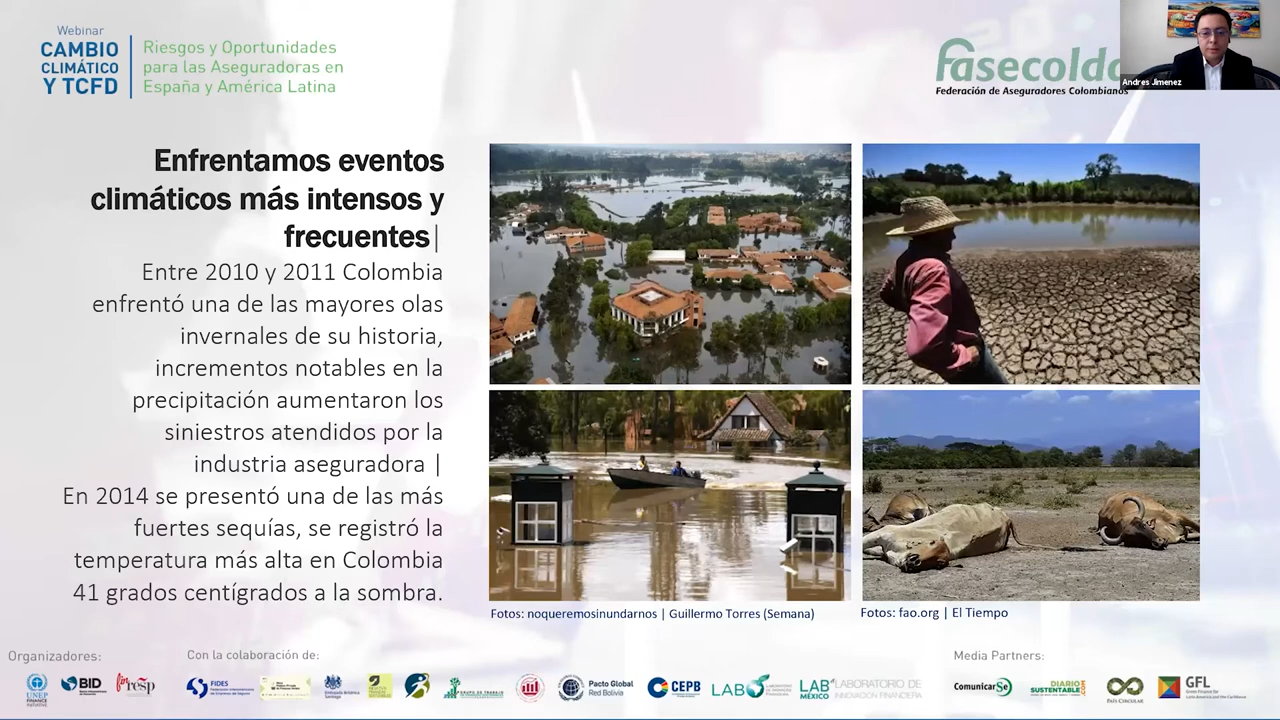 Webinar
CAMBIO
CLIMÁTICO
Y TCFD
Riesgos y Oportunidades
para las Aseguradoras en
España y América Latina
Fasecolda
Federación de Aseguradores Colombianos
Andres Jimenez
Enfrentamos eventos
climáticos más intensos y
frecuentes|
Entre 2010 y 2011 Colombia
enfrentó una de las mayores olas
invernales de su historia,
incrementos notables en la
precipitación aumentaron los
siniestros atendidos por la
industria aseguradora |
En 2014 se presentó una de las más
fuertes sequías, se registró la
temperatura más alta en Colombia
41 grados centígrados a la sombra.
Fotos: noqueremosinundarnos | Guillermo Torres (Semana)
Fotos: fao.org | El Tiempo
Organizadores:
Con la colaboración de:
Media Partners:
UNEP
FINANCE
BID
FIDES
Pacto Global
Red Bolivia
CEPB
LAB
LAB
MÉXICO
LABORATORIO DE
INNOVACIÓN FINANCIERA
ComunicarSe
DIARIO
SUSTENTABLE
PAÍS CIRCULAR
GFL